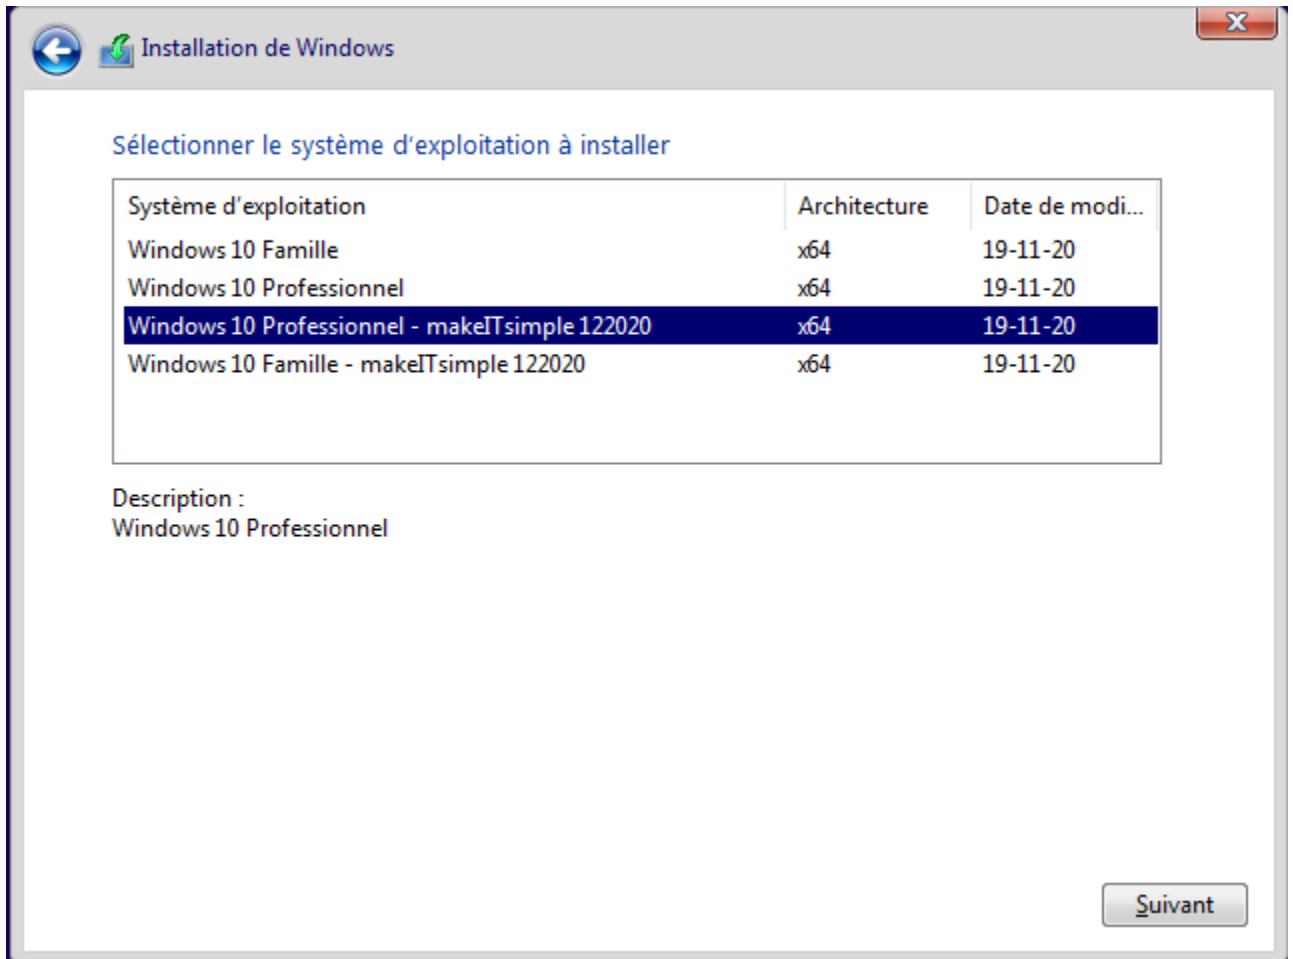 Installation de Windows
Sélectionner le système d'exploitation à installer
Système d'exploitation Architecture Date de modi...
Windows 10 Famille x64 19-11-20
Windows 10 Professionnel x64 19-11-20
Windows 10 Professionnel - makeITsimple 122020 x64 19-11-20
Windows 10 Famille - makeITsimple 122020 x64 19-11-20
Description :
Windows 10 Professionnel
Suivant